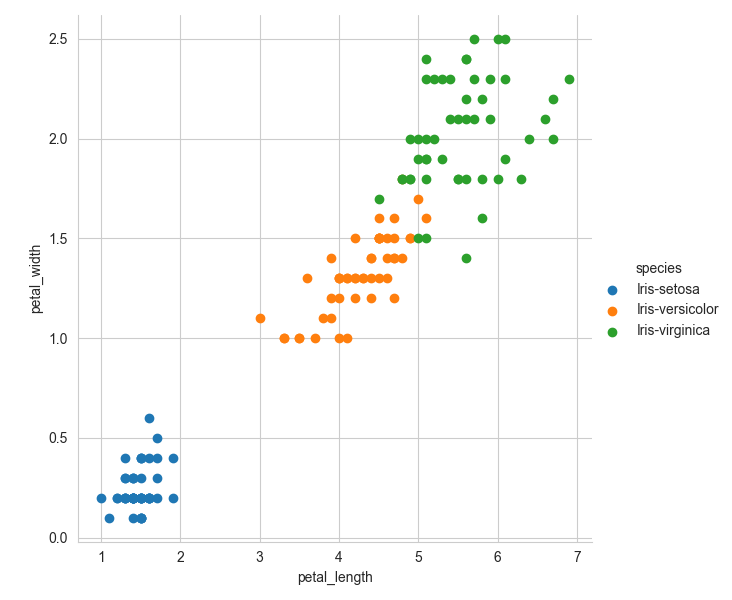 2.5
2.0
1.5
1.0
0.5
0.0
petal_width
1 2 3 4 5 6 7
petal_length
species
Iris-setosa
Iris-versicolor
Iris-virginica